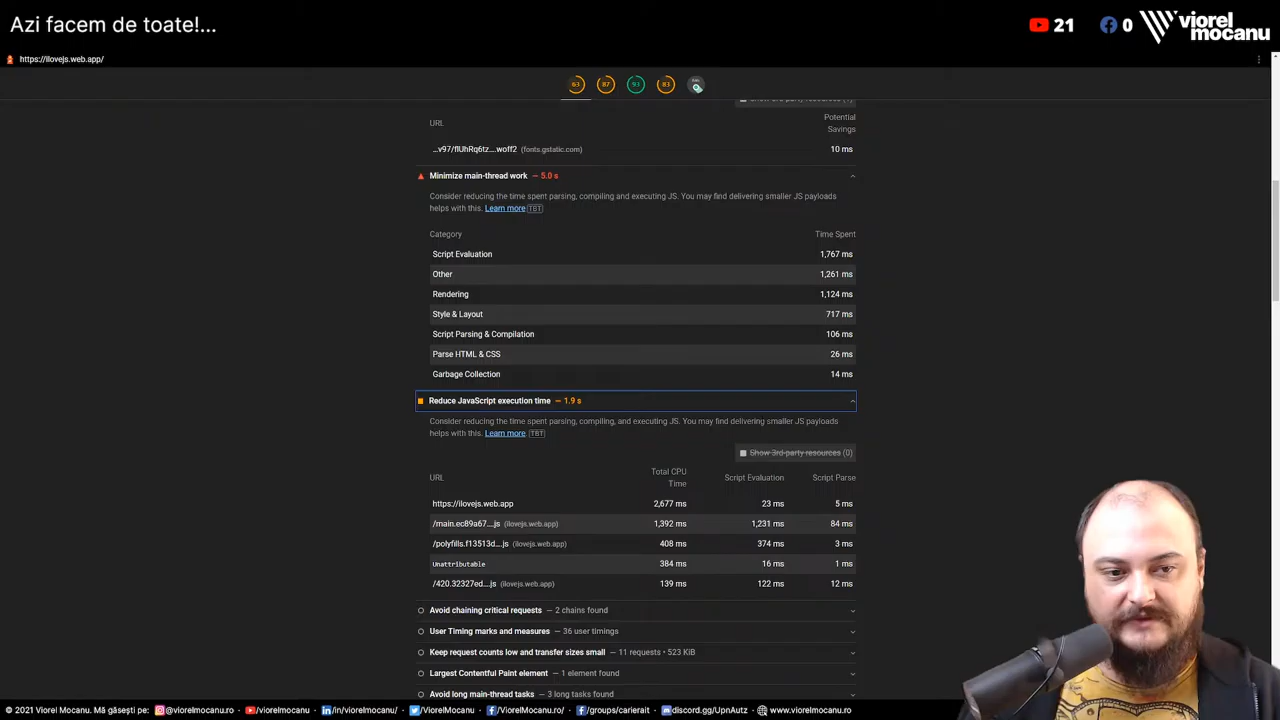 Azi facem de toate!...
21
0
viorel
mocanu
https://ilovejs.web.app/
63
87
93
83
Show 3rd-party resources (1)
URL
Potential
Savings
...v97/flUhRq6tz....woff2 (fonts.gstatic.com)
10 ms
Minimize main-thread work — 5.0 s
Consider reducing the time spent parsing, compiling and executing JS. You may find delivering smaller JS payloads
helps with this. Learn more TBT
Category
Time Spent
Script Evaluation
1,767 ms
Other
1,261 ms
Rendering
1,124 ms
Style & Layout
717 ms
Script Parsing & Compilation
106 ms
Parse HTML & CSS
26 ms
Garbage Collection
14 ms
Reduce JavaScript execution time — 1.9 s
Consider reducing the time spent parsing, compiling, and executing JS. You may find delivering smaller JS payloads
helps with this. Learn more. TBT
Show 3rd-party resources (0)
URL
Total CPU
Time
Script Evaluation
Script Parse
https://ilovejs.web.app
2,677 ms
23 ms
5 ms
/main.ec89a67....js (ilovejs.web.app)
1,392 ms
1,231 ms
84 ms
/polyfills.f13513d....js (ilovejs.web.app)
408 ms
374 ms
3 ms
Unattributable
384 ms
16 ms
1 ms
/420.32327ed....js (ilovejs.web.app)
139 ms
122 ms
12 ms
Avoid chaining critical requests — 2 chains found
User Timing marks and measures — 36 user timings
Keep request counts low and transfer sizes small — 11 requests • 523 KiB
Largest Contentful Paint element — 1 element found
Avoid long main-thread tasks — 3 long tasks found
© 2021 Viorel Mocanu. Mă găsești pe: @viorelmocanu.ro /viorelmocanu /in/viorelmocanu /ViorelMocanu /ViorelMocanu.ro/ /groups/carierait discord.gg/UpnAutz www.viorelmocanu.ro